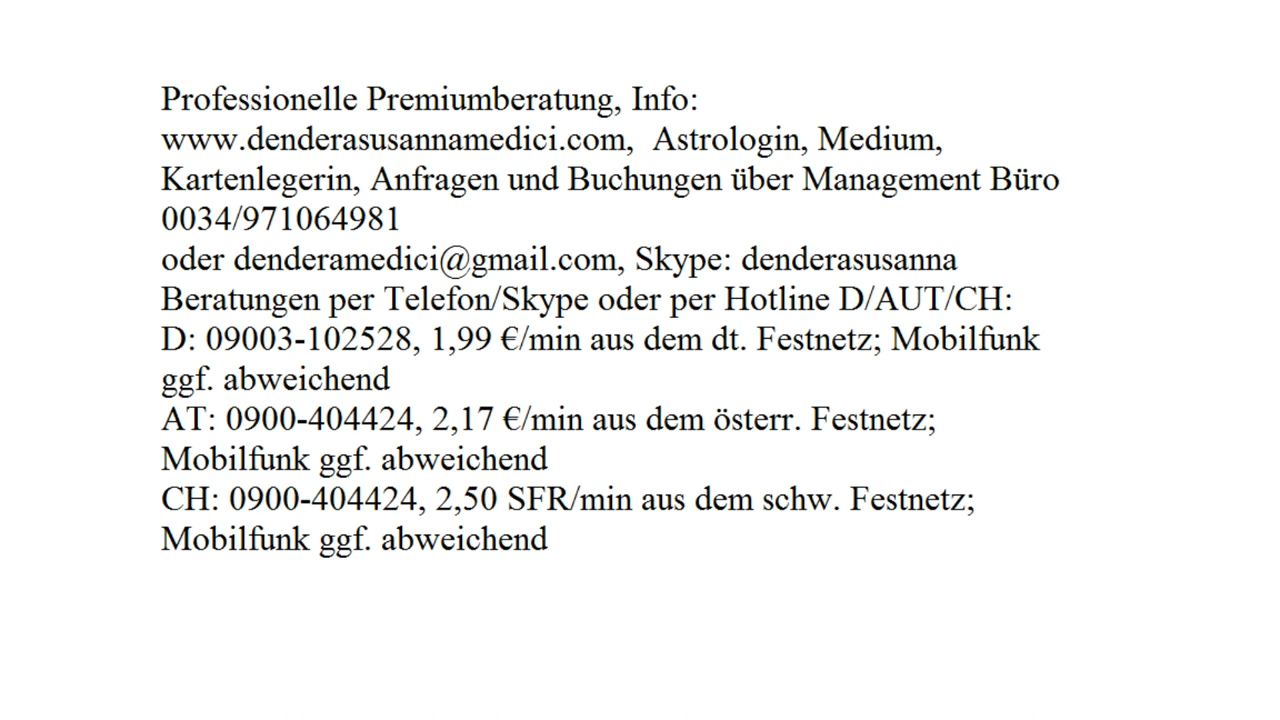 Professionelle Premiumberatung, Info:
www.denderasusannamedici.com,  Astrologin, Medium,
Kartenlegerin, Anfragen und Buchungen über Management Büro
0034/971064981
oder denderamedici@gmail.com, Skype: denderasusanna
Beratungen per Telefon/Skype oder per Hotline D/AUT/CH:
D: 09003-102528, 1,99 €/min aus dem dt. Festnetz; Mobilfunk
ggf. abweichend
AT: 0900-404424, 2,17 €/min aus dem österr. Festnetz;
Mobilfunk ggf. abweichend
CH: 0900-404424, 2,50 SFR/min aus dem schw. Festnetz;
Mobilfunk ggf. abweichend